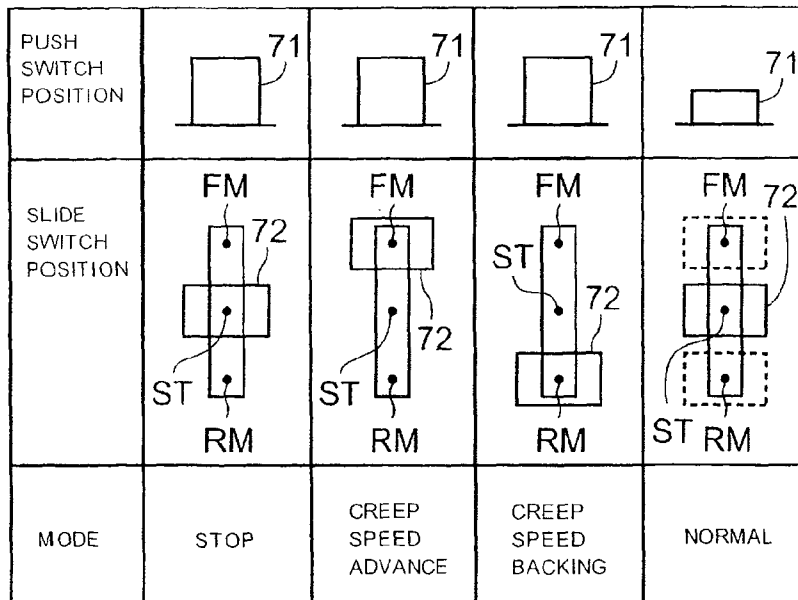 PUSH
SWITCH
POSITION
71
71
71
71
SLIDE
SWITCH
POSITION
FM
72
ST
RM
FM
72
ST
RM
FM
ST
72
RM
FM
72
ST
RM
MODE
STOP
CREEP
SPEED
ADVANCE
CREEP
SPEED
BACKING
NORMAL